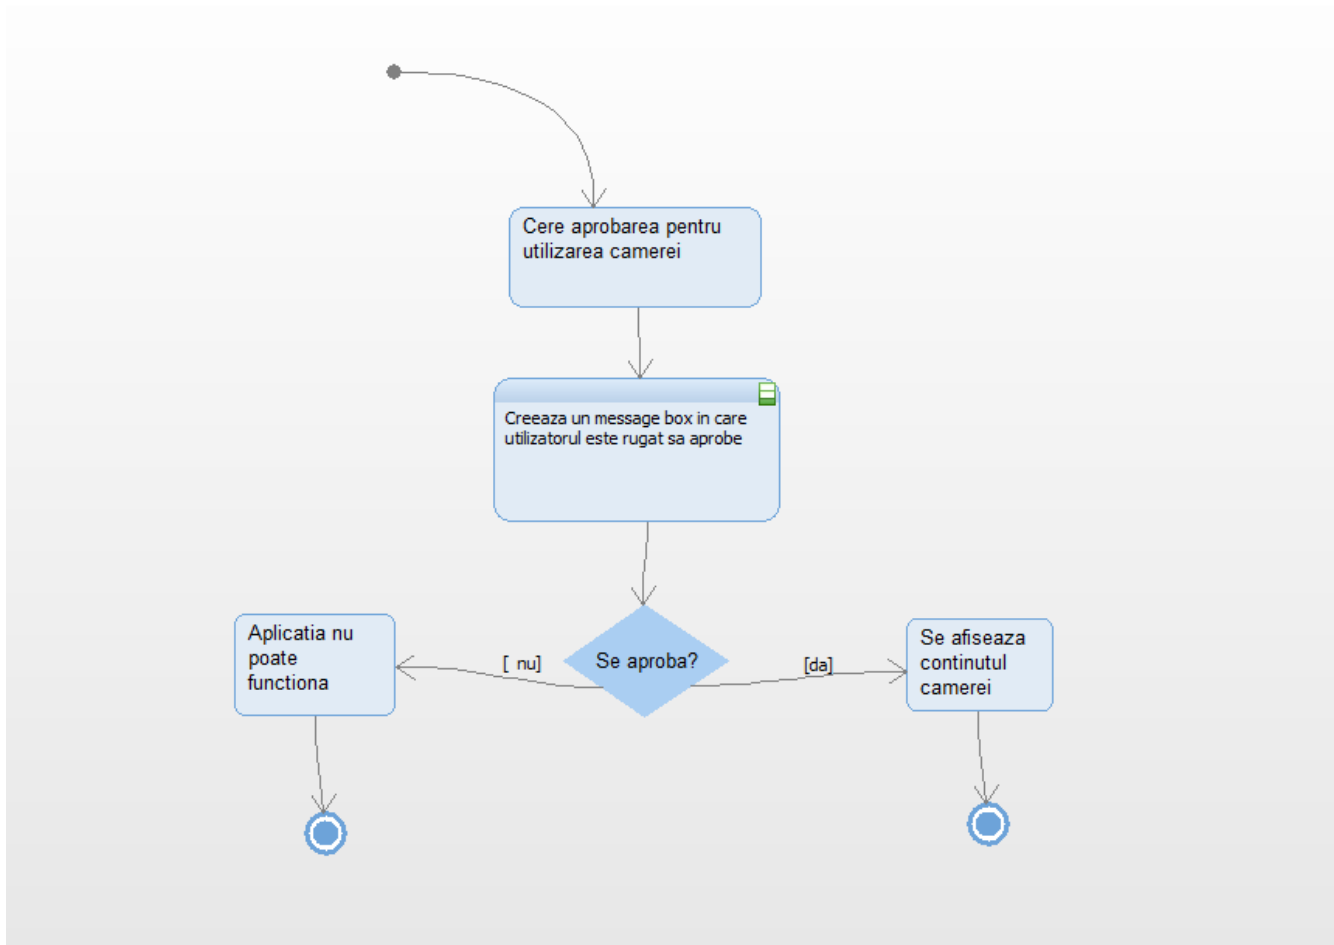 Cere aprobarea pentru
utilizarea camerei
Creeaza un message box in care
utilizatorul este rugat sa aprobe
Aplicatia nu
poate
functiona
[ nu]
Se aproba?
[da]
Se afiseaza
continutul
camerei